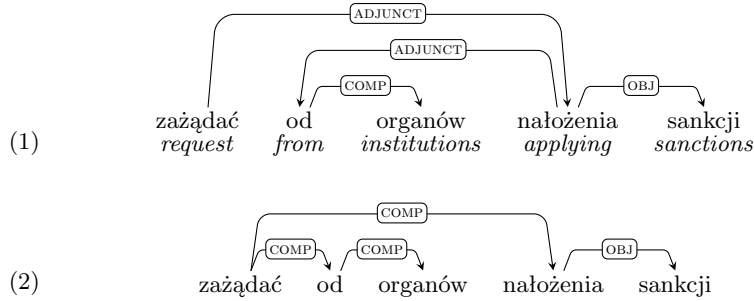 ADJUNCT
ADJUNCT
COMP OBJ
(1) zażądać od organów nałożenia sankcji
request from institutions applying sanctions
COMP
COMP COMP OBJ
(2) zażądać od organów nałożenia sankcji